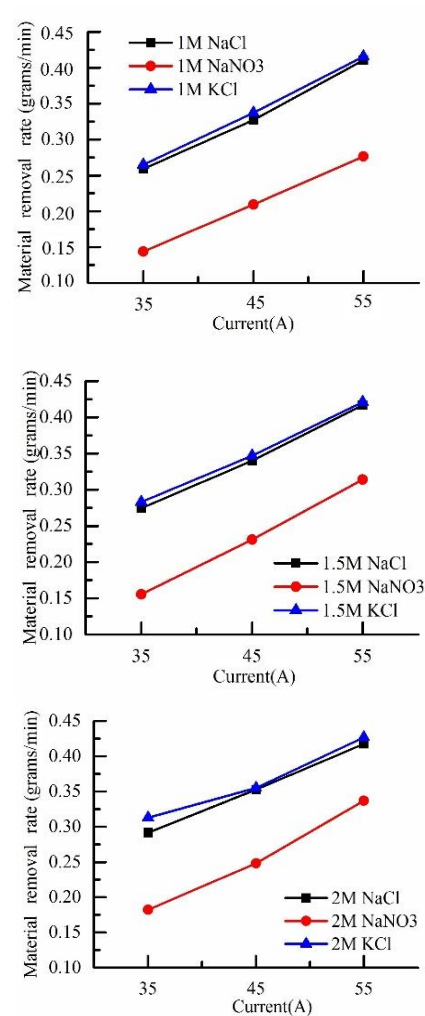 0.45
0.40
0.35
0.30
0.25
0.20
0.15
0.10
Material removal rate (grams/min)
1M NaCl
1M NaNO3
1M KCl
35 45 55
Current(A)
0.45
0.40
0.35
0.30
0.25
0.20
0.15
0.10
Material removal rate (grams/min)
1.5M NaCl
1.5M NaNO3
1.5M KCl
35 45 55
Current(A)
0.45
0.40
0.35
0.30
0.25
0.20
0.15
0.10
Material removal rate (grams/min)
2M NaCl
2M NaNO3
2M KCl
35 45 55
Current(A)